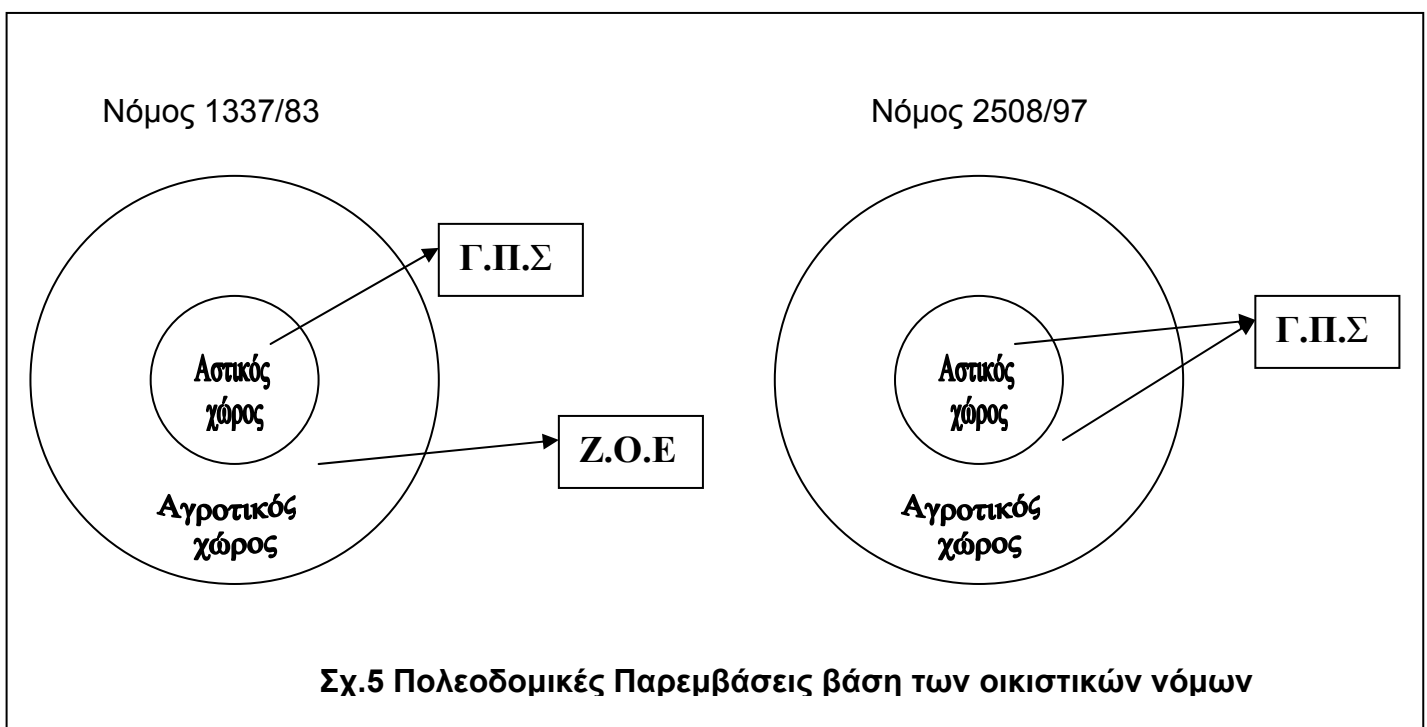 Νόμος 1337/83
Γ.Π.Σ
Αστικός
χώρος
Ζ.Ο.Ε
Αγροτικός
χώρος
Νόμος 2508/97
Γ.Π.Σ
Αστικός
χώρος
Αγροτικός
χώρος
Σχ.5 Πολεοδομικές Παρεμβάσεις βάση των οικιστικών νόμων